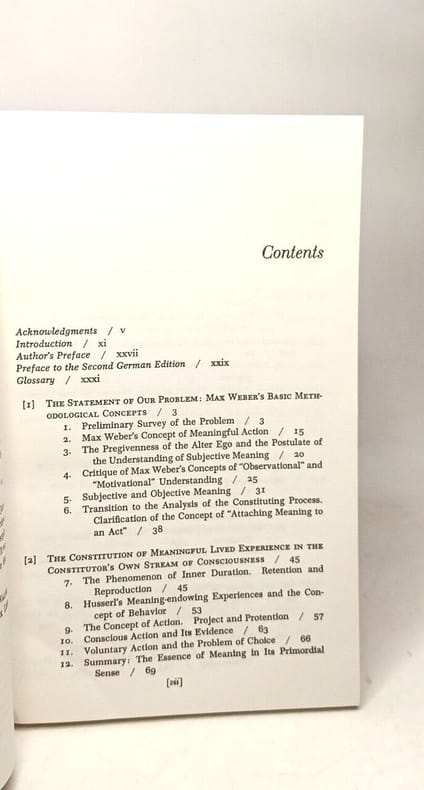 Contents
Acknowledgments / v
Introduction / xi
Author's Preface / xxvii
Preface to the Second German Edition / xxix
Glossary / xxxi
[1] The Statement of Our Problem: Max Weber's Basic Meth-
odological Concepts / 3
1. Preliminary Survey of the Problem / 3
2. Max Weber's Concept of Meaningful Action / 15
3. The Pregivenness of the Alter Ego and the Postulate of
the Understanding of Subjective Meaning / 20
4. Critique of Max Weber's Concepts of "Observational" and
"Motivational" Understanding / 25
5. Subjective and Objective Meaning / 31
6. Transition to the Analysis of the Constituting Process.
Clarification of the Concept of "Attaching Meaning to
an Act" / 38
[2] The Constitution of Meaningful Lived Experience in the
Constitutor's Own Stream of Consciousness / 45
7. The Phenomenon of Inner Duration. Retention and
Reproduction / 45
8. Husserl's Meaning-endowing Experiences and the Con-
cept of Behavior / 53
9. The Concept of Action. Project and Protention / 57
10. Conscious Action and Its Evidence / 63
11. Voluntary Action and the Problem of Choice / 66
12. Summary: The Essence of Meaning in Its Primordial
Sense / 69
[vii]